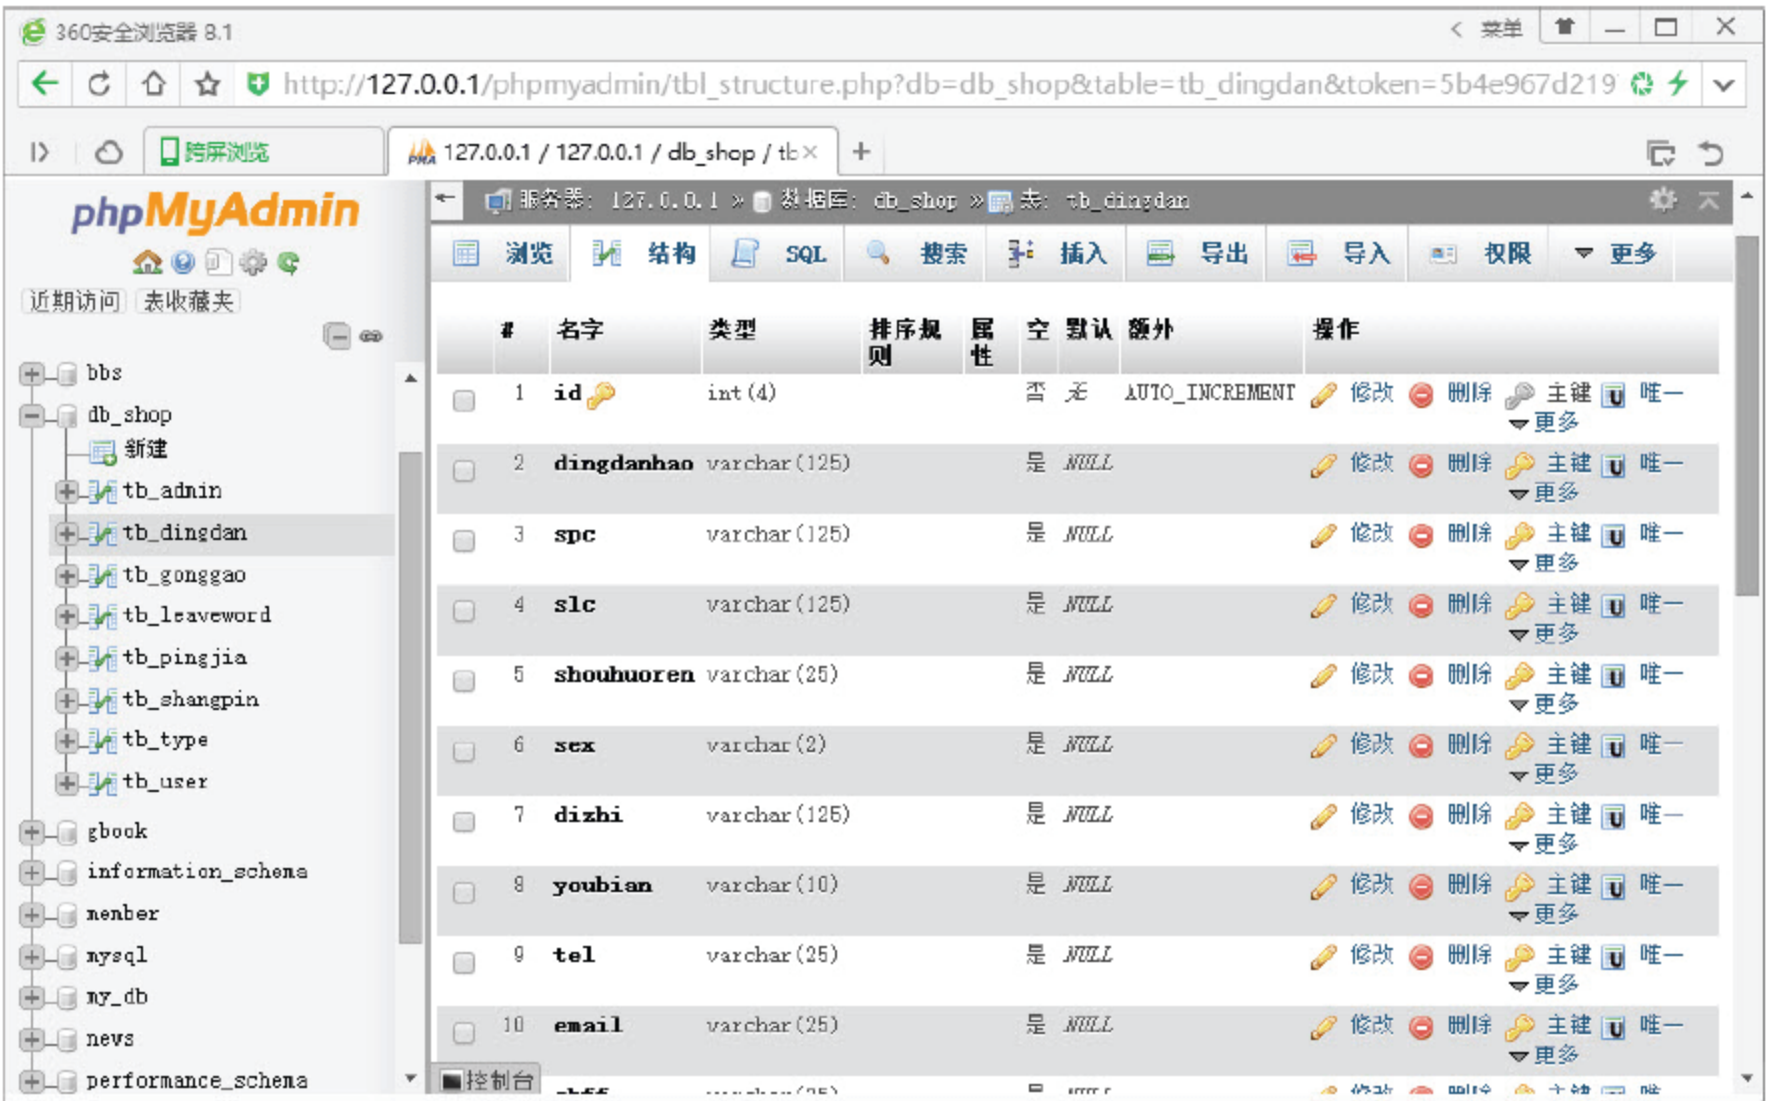 360安全浏览器 8.1
菜单
http://127.0.0.1/phpmyadmin/tbl_structure.php?db=db_shop&table=tb_dingdan&token=5b4e967d219
跨屏浏览
127.0.0.1 / 127.0.0.1 / db_shop / tb
phpMyAdmin
近期访问 表收藏夹
bbs
db_shop
新建
tb_admin
tb_dingdan
tb_gonggao
tb_leaveword
tb_pingjia
tb_shangpin
tb_type
tb_user
gbook
information_schema
menber
mysql
my_db
news
performance_schema
服务器: 127.0.0.1 » 数据库: db_shop » 表: tb_dingdan
浏览 结构 SQL 搜索 插入 导出 导入 权限 更多
# 名字 类型 排序规则 属性 空 默认 额外 操作
1 id int(4) 否 无 AUTO_INCREMENT 修改 删除 主键 唯一
更多
2 dingdanhao varchar(125) 是 NULL 修改 删除 主键 唯一
更多
3 spc varchar(125) 是 NULL 修改 删除 主键 唯一
更多
4 slc varchar(125) 是 NULL 修改 删除 主键 唯一
更多
5 shouhuoren varchar(25) 是 NULL 修改 删除 主键 唯一
更多
6 sex varchar(2) 是 NULL 修改 删除 主键 唯一
更多
7 dizhi varchar(125) 是 NULL 修改 删除 主键 唯一
更多
8 youbian varchar(10) 是 NULL 修改 删除 主键 唯一
更多
9 tel varchar(25) 是 NULL 修改 删除 主键 唯一
更多
10 email varchar(25) 是 NULL 修改 删除 主键 唯一
更多
控制台